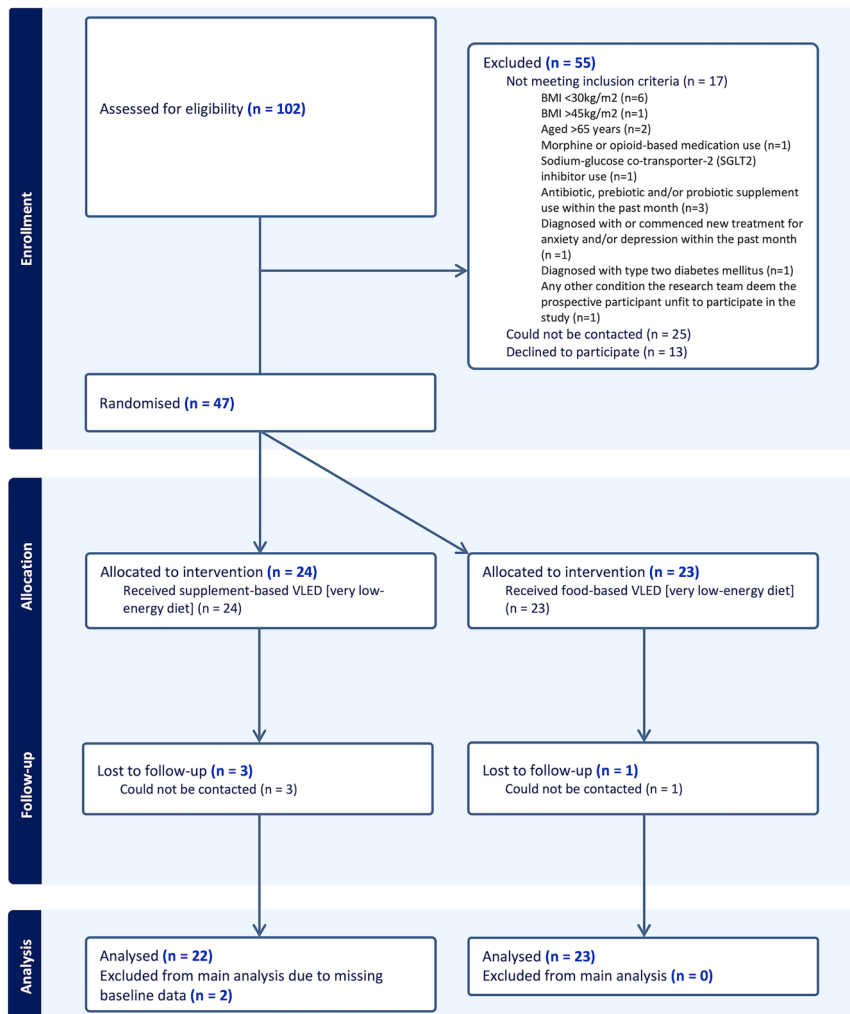 Enrollment
Assessed for eligibility (n = 102)
Excluded (n = 55)
Not meeting inclusion criteria (n = 17)
BMI <30kg/m2 (n=6)
BMI >45kg/m2 (n=1)
Aged >65 years (n=2)
Morphine or opioid-based medication use (n=1)
Sodium-glucose co-transporter-2 (SGLT2)
inhibitor use (n=1)
Antibiotic, prebiotic and/or probiotic supplement
use within the past month (n=3)
Diagnosed with or commenced new treatment for
anxiety and/or depression within the past month
(n =1)
Diagnosed with type two diabetes mellitus (n=1)
Any other condition the research team deem the
prospective participant unfit to participate in the
study (n=1)
Could not be contacted (n = 25)
Declined to participate (n = 13)
Randomised (n = 47)
Allocation
Allocated to intervention (n = 24)
Received supplement-based VLED [very low-
energy diet] (n = 24)
Allocated to intervention (n = 23)
Received food-based VLED [very low-energy diet]
(n = 23)
Follow-up
Lost to follow-up (n = 3)
Could not be contacted (n = 3)
Lost to follow-up (n = 1)
Could not be contacted (n = 1)
Analysis
Analysed (n = 22)
Excluded from main analysis due to missing
baseline data (n = 2)
Analysed (n = 23)
Excluded from main analysis (n = 0)